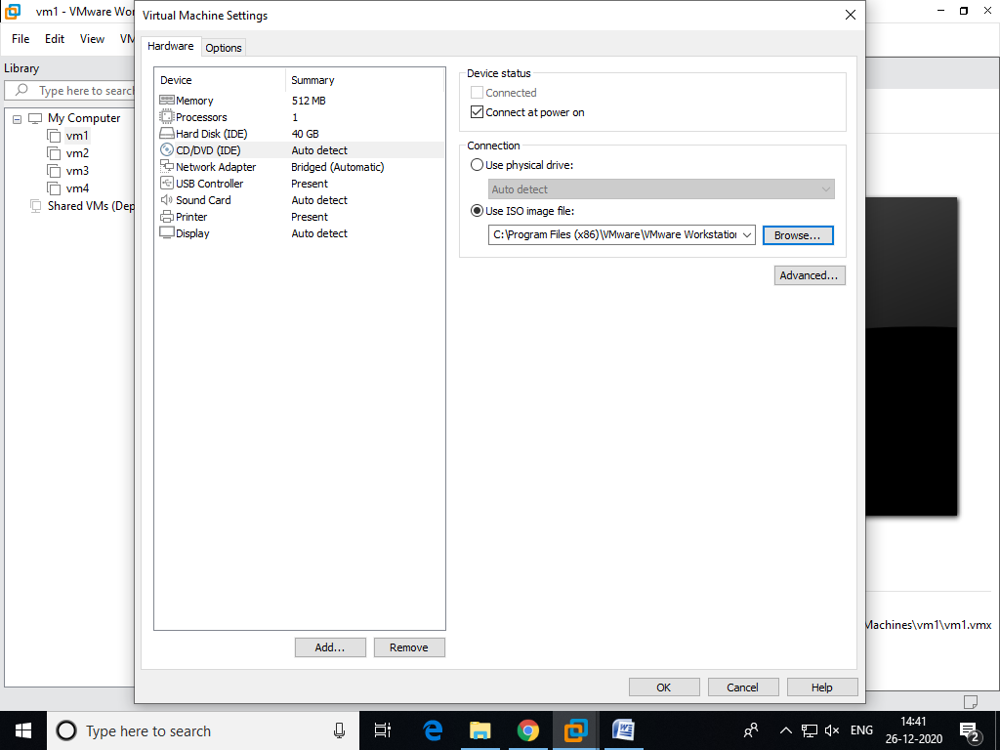 vm1 - VMware Wor
Virtual Machine Settings
File Edit View VM
Hardware Options
Library
Type here to search
My Computer
vm1
vm2
vm3
vm4
Shared VMs (Dep
Device Summary
Memory 512 MB
Processors 1
Hard Disk (IDE) 40 GB
CD/DVD (IDE) Auto detect
Network Adapter Bridged (Automatic)
USB Controller Present
Sound Card Auto detect
Printer Present
Display Auto detect
Add... Remove
Device status
Connected
Connect at power on
Connection
Use physical drive:
Auto detect
Use ISO image file:
C:\Program Files (x86)\VMware\VMware Workstation Browse...
Advanced...
Machines\vm1\vm1.vmx
OK Cancel Help
Type here to search
ENG
14:41
26-12-2020
2